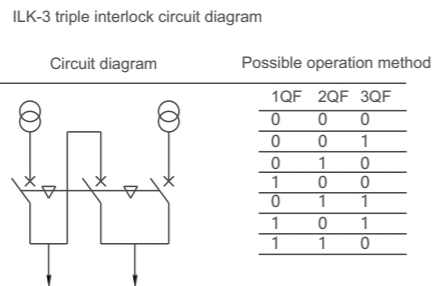 ILK-3 triple interlock circuit diagram
Circuit diagram
Possible operation method
1QF 2QF 3QF
0 0 0
0 0 1
0 1 0
1 0 0
0 1 1
1 0 1
1 1 0